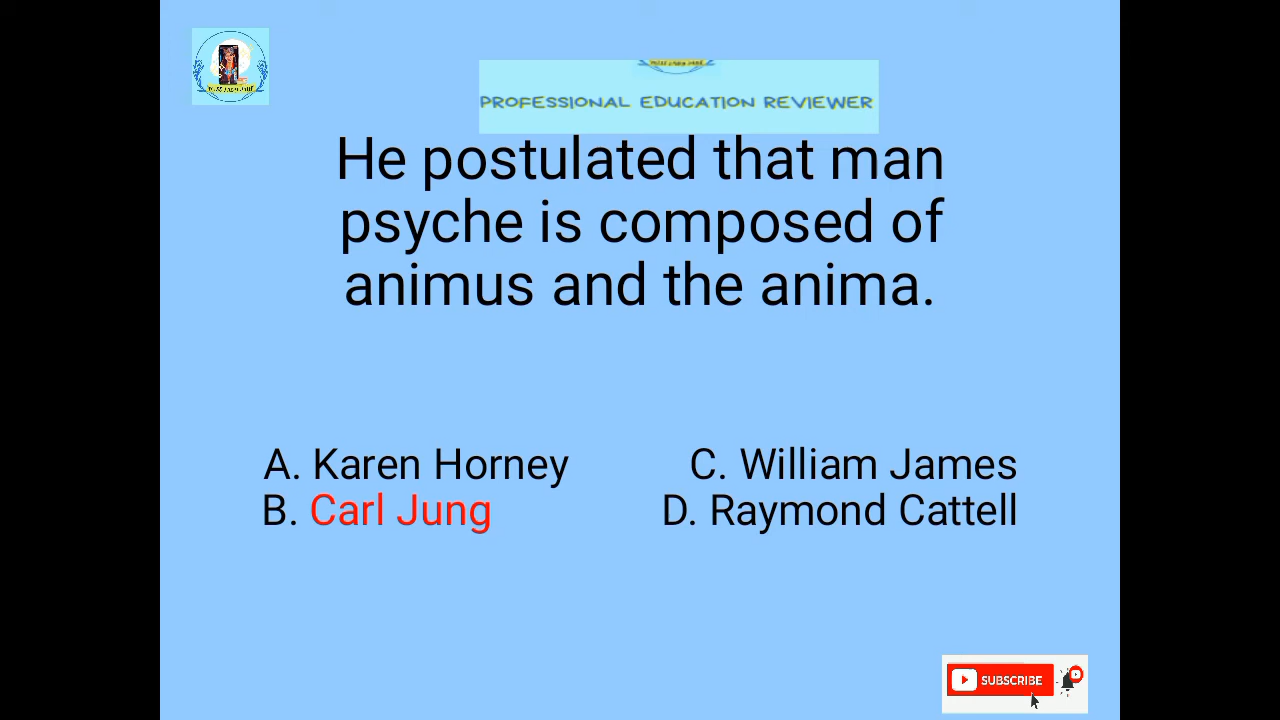 PROFESSIONAL EDUCATION REVIEWER
He postulated that man
psyche is composed of
animus and the anima.
A. Karen Horney
B. Carl Jung
C. William James
D. Raymond Cattell
SUBSCRIBE